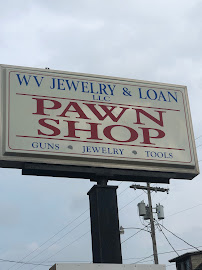 WV JEWELRY & LOAN
LLC
PAWN
SHOP
GUNS • JEWELRY • TOOLS